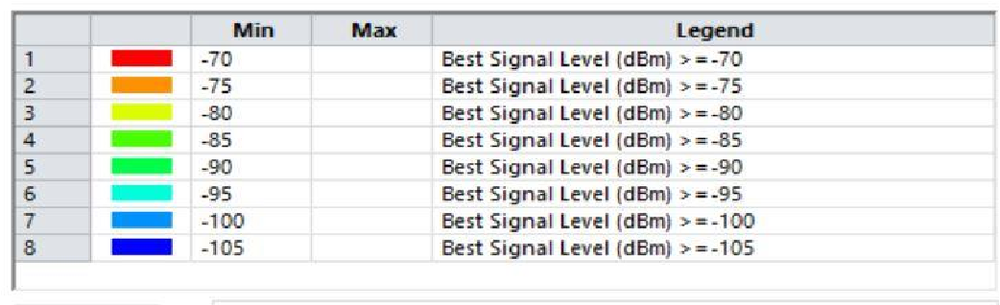 Min Max Legend
1 -70 Best Signal Level (dBm) >=-70
2 -75 Best Signal Level (dBm) >=-75
3 -80 Best Signal Level (dBm) >=-80
4 -85 Best Signal Level (dBm) >=-85
5 -90 Best Signal Level (dBm) >=-90
6 -95 Best Signal Level (dBm) >=-95
7 -100 Best Signal Level (dBm) >=-100
8 -105 Best Signal Level (dBm) >=-105